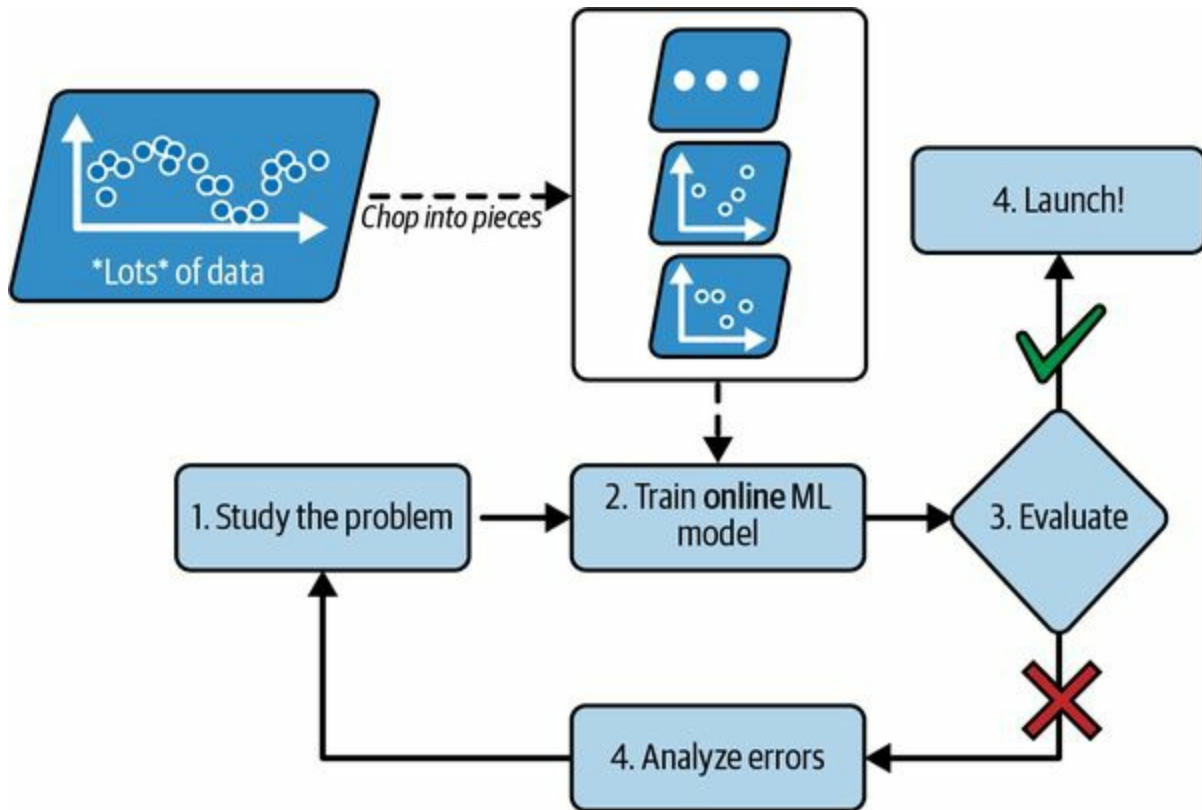 *Lots* of data
Chop into pieces
4. Launch!
1. Study the problem
2. Train online ML
model
3. Evaluate
4. Analyze errors